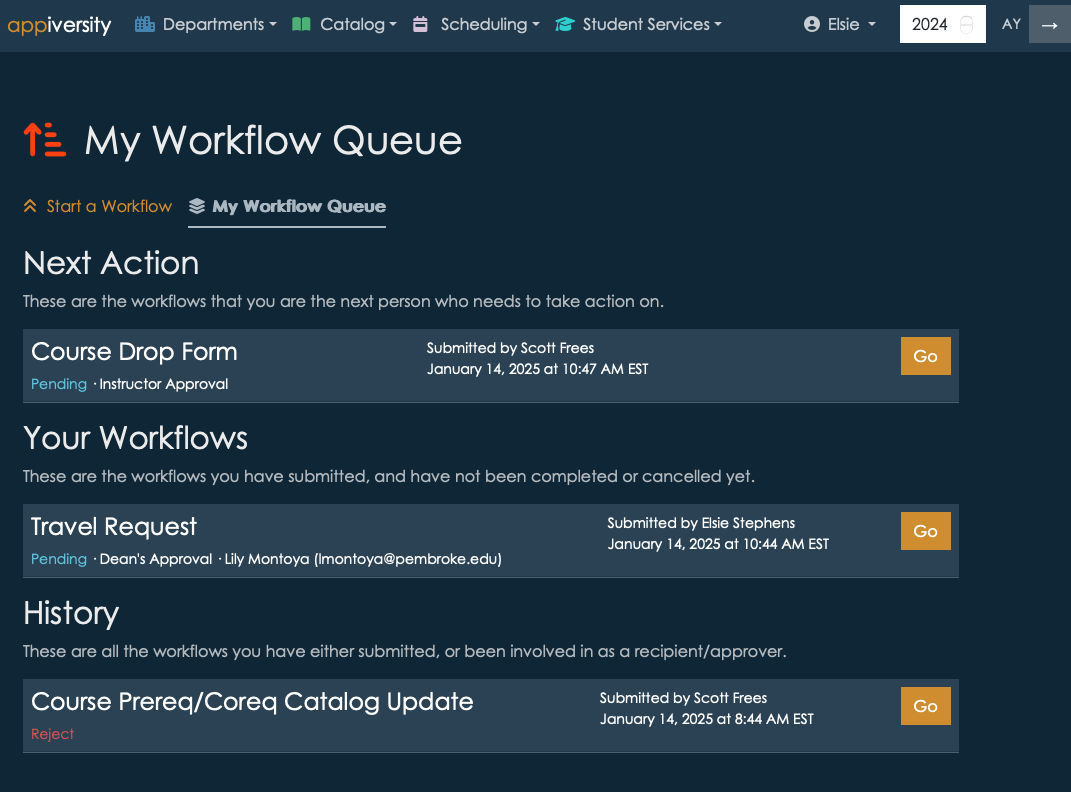 appiversity Departments Catalog Scheduling Student Services Elsie 2024 AY →
My Workflow Queue
Start a Workflow My Workflow Queue
Next Action
These are the workflows that you are the next person who needs to take action on.
Course Drop Form
Pending · Instructor Approval
Submitted by Scott Frees
January 14, 2025 at 10:47 AM EST
Go
Your Workflows
These are the workflows you have submitted, and have not been completed or cancelled yet.
Travel Request
Pending · Dean's Approval · Lily Montoya (lmontoya@pembroke.edu)
Submitted by Elsie Stephens
January 14, 2025 at 10:44 AM EST
Go
History
These are all the workflows you have either submitted, or been involved in as a recipient/approver.
Course Prereq/Coreq Catalog Update
Reject
Submitted by Scott Frees
January 14, 2025 at 8:44 AM EST
Go